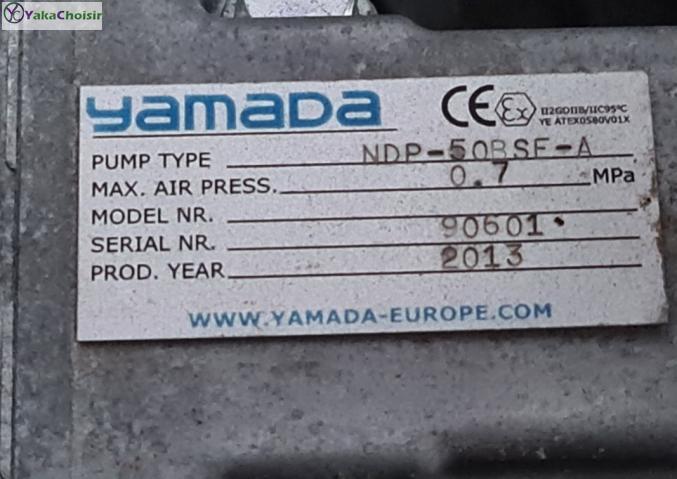 YakaChoisir
yamada
CE Ex II2GDIIB/IIC95°C
YE ATEX0580V01X
PUMP TYPE NDP-50BSF-A
MAX. AIR PRESS. 0.7 MPa
MODEL NR.
SERIAL NR. 90601
PROD. YEAR 2013
WWW.YAMADA-EUROPE.COM